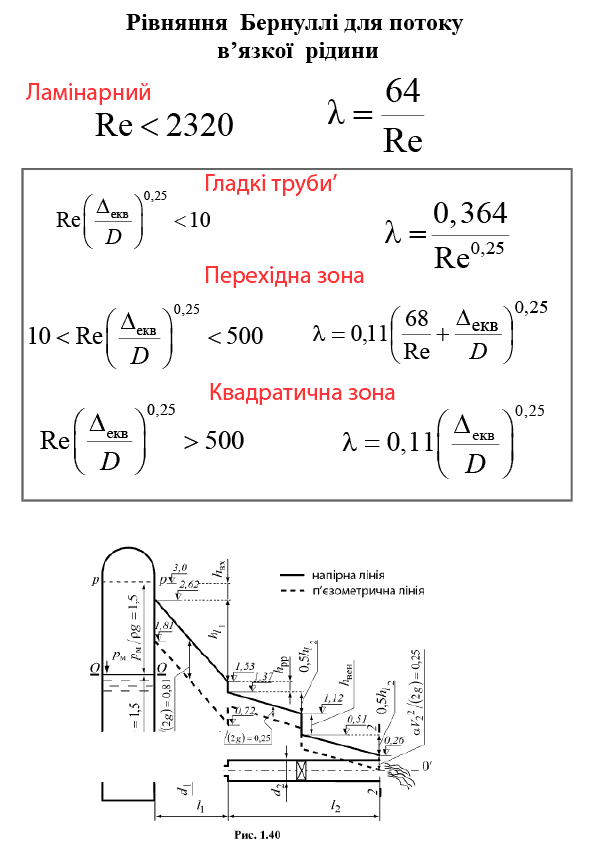 Рівняння Бернуллі для потоку
в’язкої рідини
Ламінарний
Re < 2320
λ = 64/Re
Гладкі труби’
Re(Δекв/D)^0,25 < 10
λ = 0,364/Re^0,25
Перехідна зона
10 < Re(Δекв/D)^0,25 < 500
λ = 0,11(68/Re + Δекв/D)^0,25
Квадратична зона
Re(Δекв/D)^0,25 > 500
λ = 0,11(Δекв/D)^0,25
напірна лінія
п’єзометрична лінія
p
p
3,0
2,62
hвх
1,81
pм/ρg = 1,5
pм
O
O
= 1,5
(2g) = 0,81
hl1
1,53
1,37
0,72
/(2g) = 0,25
hрр
0,5hl2
1,12
hвен
0,51
2
0,5hl2
0,26
αV2²/(2g) = 0,25
0'
d1
d2
2
l1
l2
Рис. 1.40